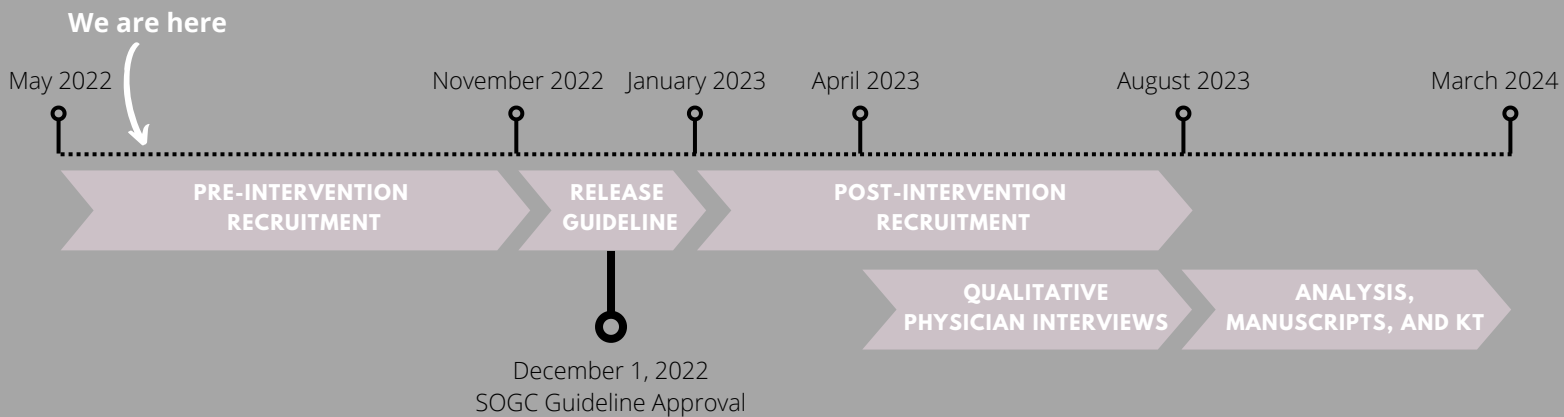 We are here
May 2022
November 2022
January 2023
April 2023
August 2023
March 2024
PRE-INTERVENTION
RECRUITMENT
RELEASE
GUIDELINE
POST-INTERVENTION
RECRUITMENT
QUALITATIVE
PHYSICIAN INTERVIEWS
ANALYSIS,
MANUSCRIPTS, AND KT
December 1, 2022
SOGC Guideline Approval